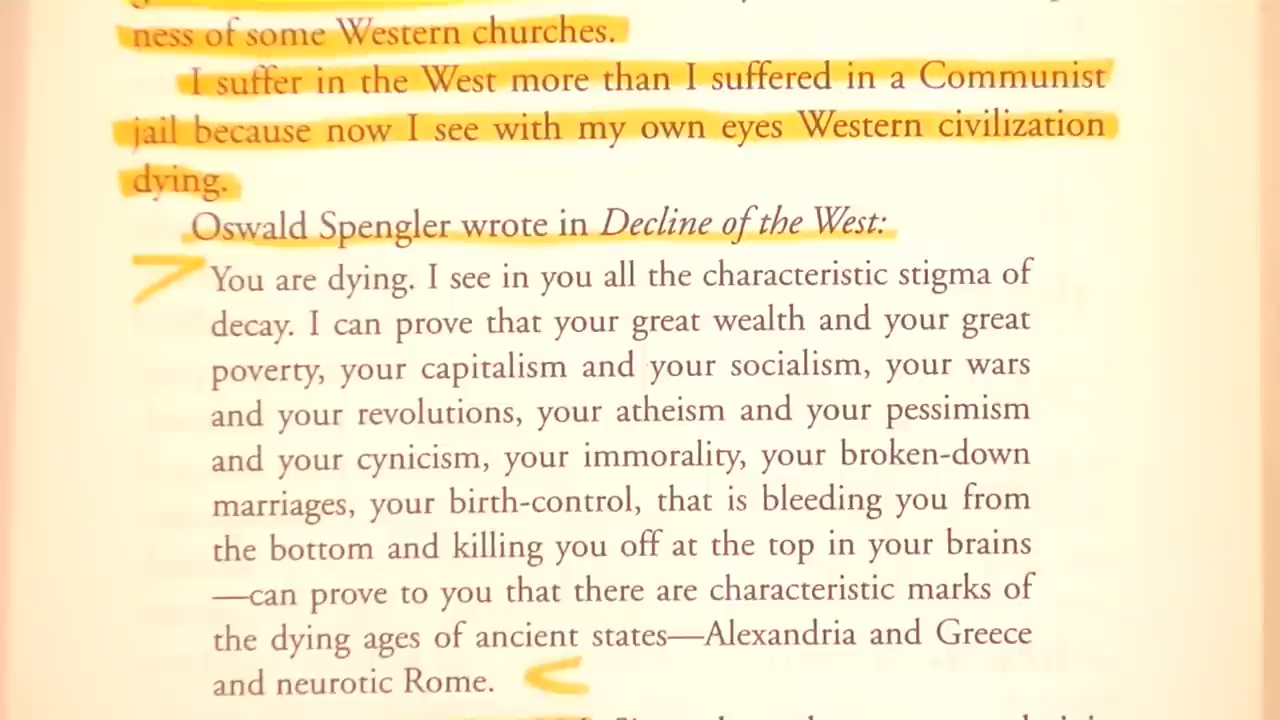 ness of some Western churches.
I suffer in the West more than I suffered in a Communist
jail because now I see with my own eyes Western civilization
dying.
Oswald Spengler wrote in Decline of the West:
You are dying. I see in you all the characteristic stigma of
decay. I can prove that your great wealth and your great
poverty, your capitalism and your socialism, your wars
and your revolutions, your atheism and your pessimism
and your cynicism, your immorality, your broken-down
marriages, your birth-control, that is bleeding you from
the bottom and killing you off at the top in your brains
—can prove to you that there are characteristic marks of
the dying ages of ancient states—Alexandria and Greece
and neurotic Rome.